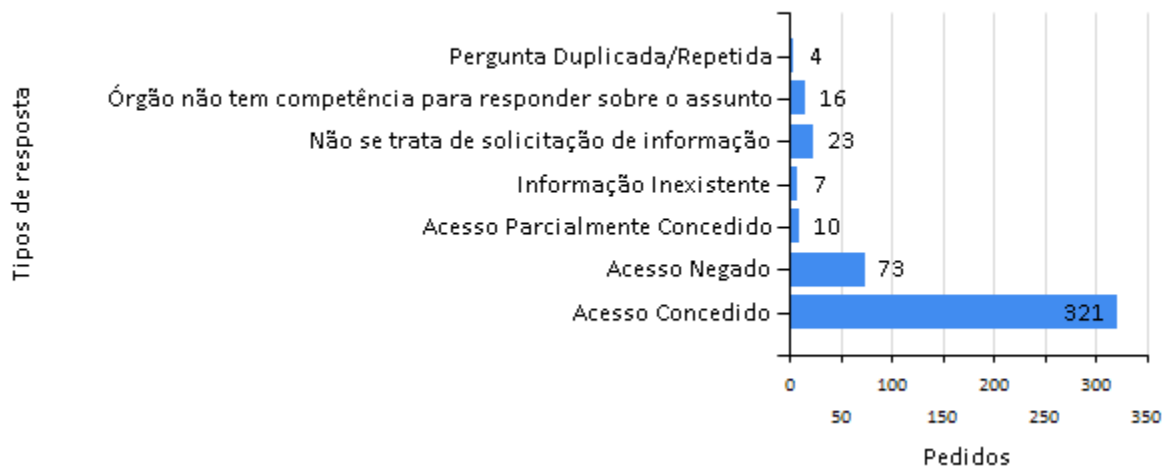 Tipos de resposta
Pergunta Duplicada/Repetida 4
Órgão não tem competência para responder sobre o assunto 16
Não se trata de solicitação de informação 23
Informação Inexistente 7
Acesso Parcialmente Concedido 10
Acesso Negado 73
Acesso Concedido 321
0 100 200 300
50 150 250 350
Pedidos